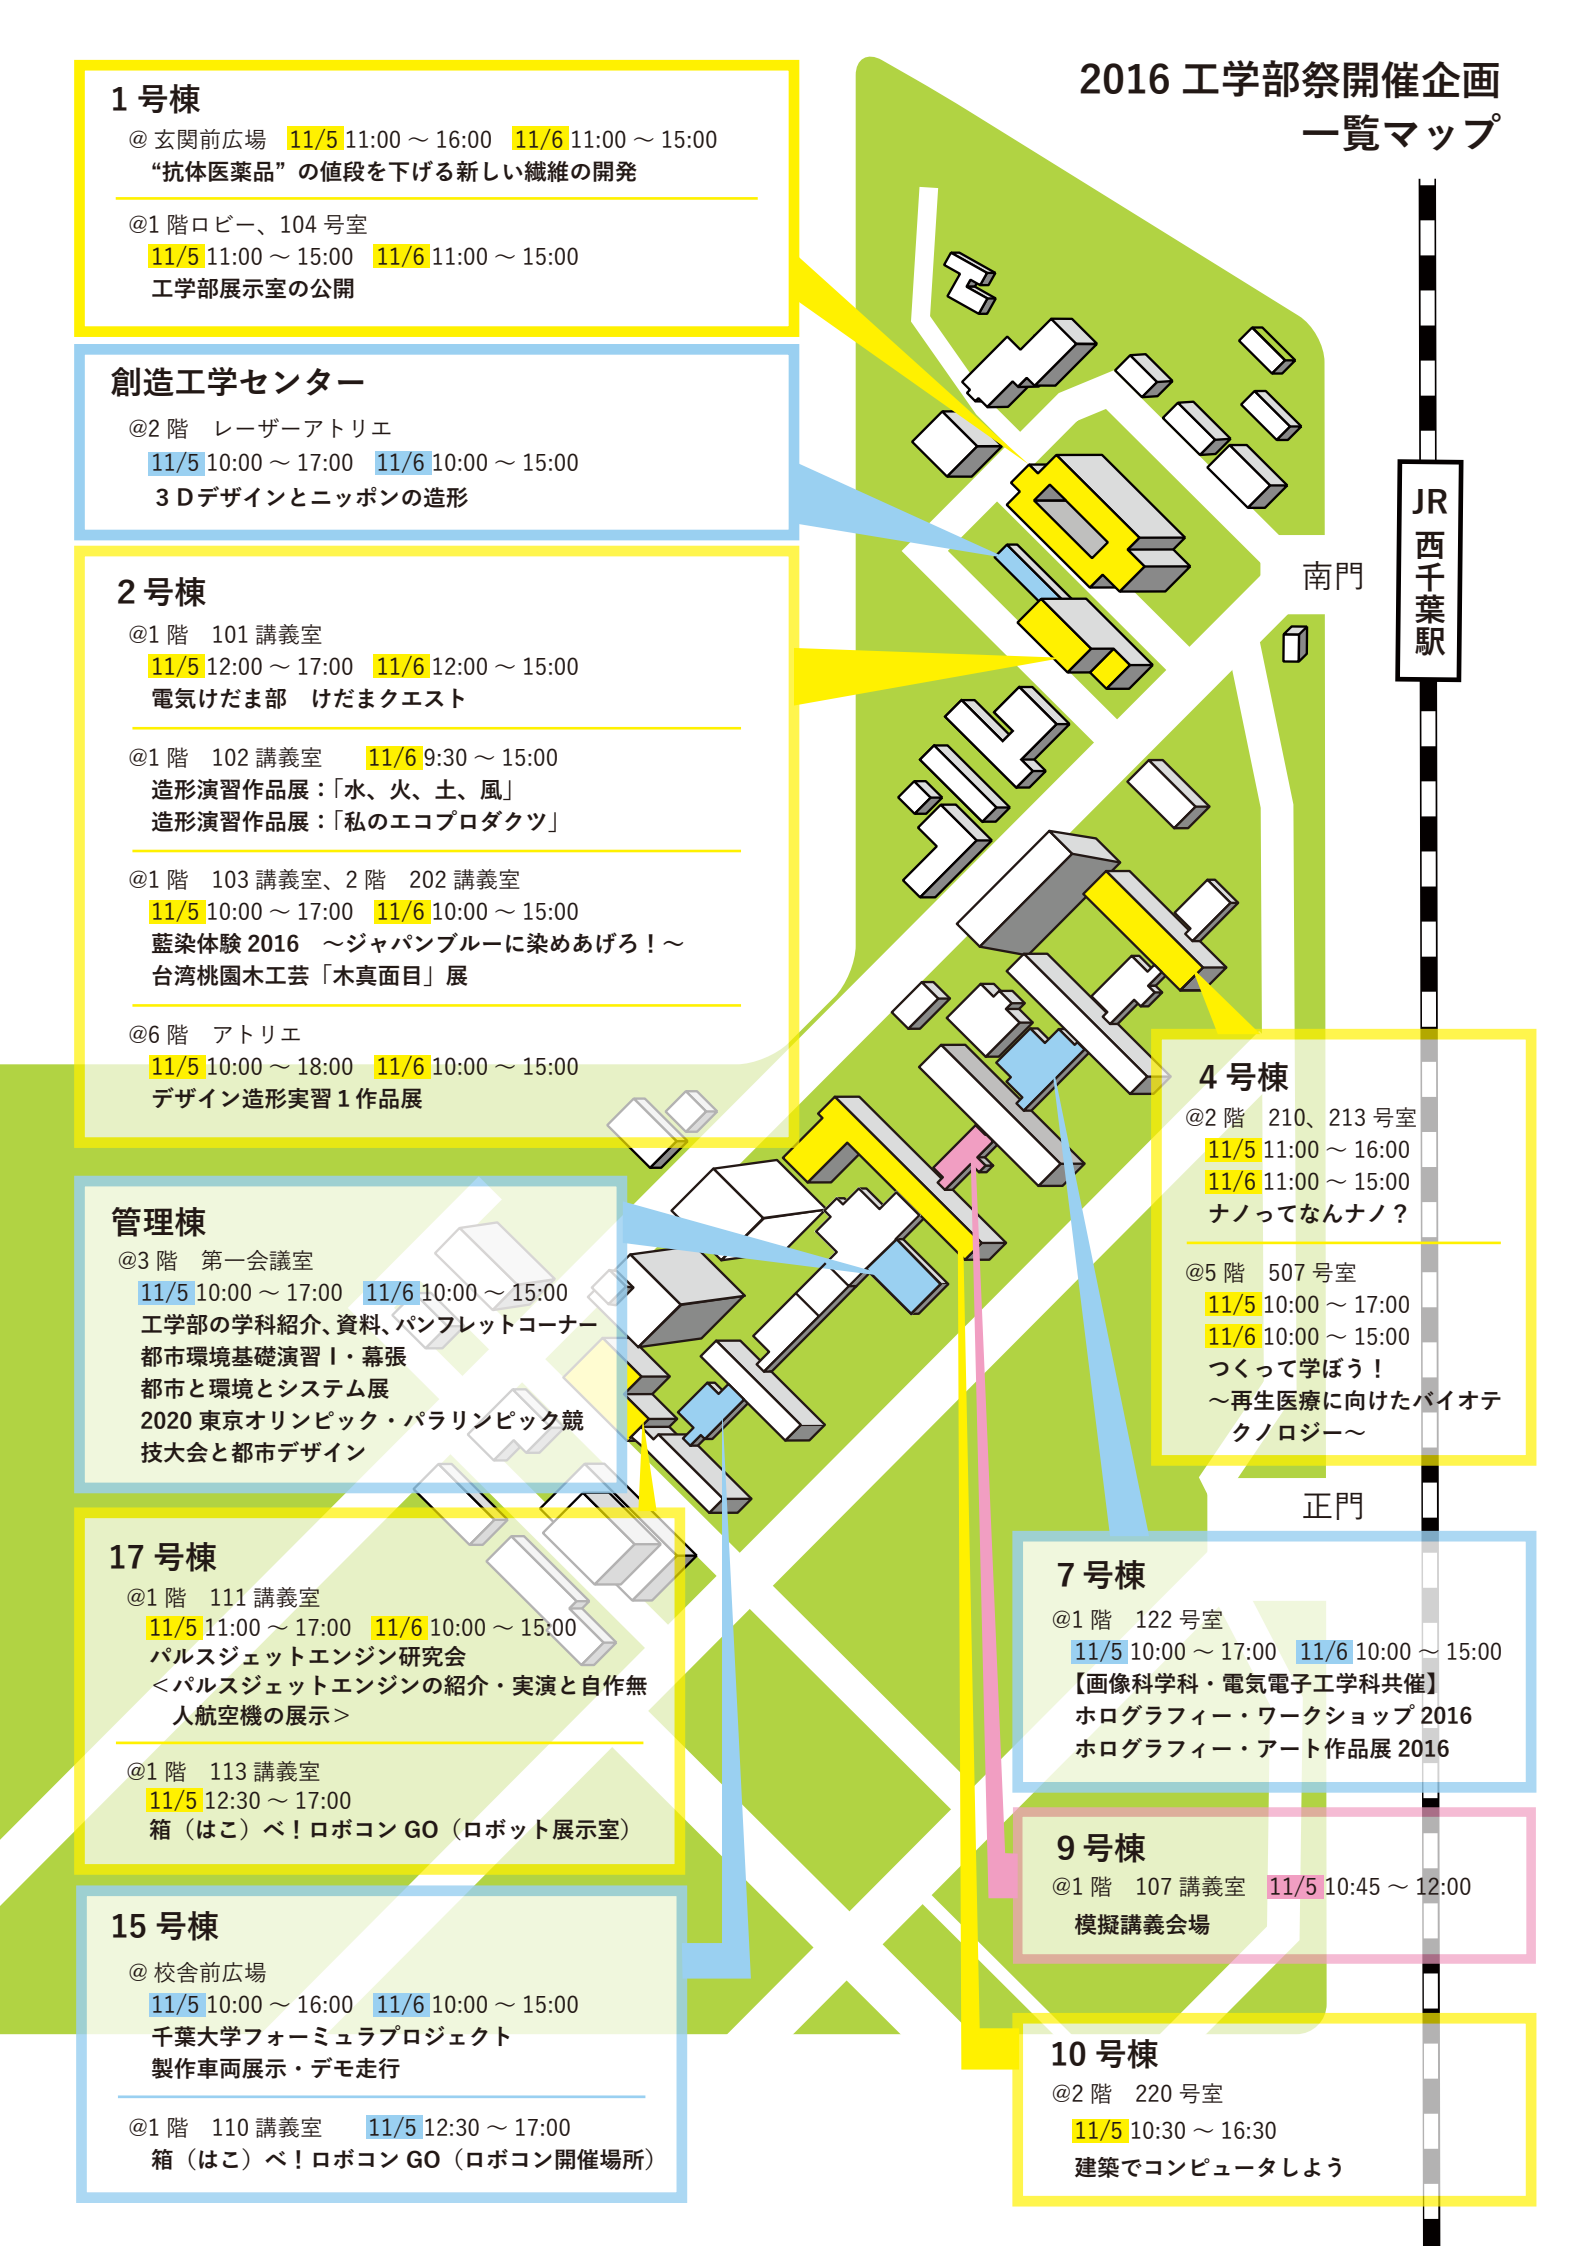 2016 工学部祭開催企画
一覧マップ
1 号棟
@ 玄関前広場 11/5 11:00 ～ 16:00 11/6 11:00 ～ 15:00
“抗体医薬品” の値段を下げる新しい繊維の開発
@1 階ロビー、104 号室
11/5 11:00 ～ 15:00 11/6 11:00 ～ 15:00
工学部展示室の公開
創造工学センター
@2 階 レーザーアトリエ
11/5 10:00 ～ 17:00 11/6 10:00 ～ 15:00
３Ｄデザインとニッポンの造形
2 号棟
@1 階 101 講義室
11/5 12:00 ～ 17:00 11/6 12:00 ～ 15:00
電気けだま部 けだまクエスト
@1 階 102 講義室 11/6 9:30 ～ 15:00
造形演習作品展：「水、火、土、風」
造形演習作品展：「私のエコプロダクツ」
@1 階 103 講義室、2 階 202 講義室
11/5 10:00 ～ 17:00 11/6 10:00 ～ 15:00
藍染体験 2016 ～ジャパンブルーに染めあげろ！～
台湾桃園木工芸「木真面目」展
@6 階 アトリエ
11/5 10:00 ～ 18:00 11/6 10:00 ～ 15:00
デザイン造形実習 1 作品展
管理棟
@3 階 第一会議室
11/5 10:00 ～ 17:00 11/6 10:00 ～ 15:00
工学部の学科紹介、資料、パンフレットコーナー
都市環境基礎演習 I・幕張
都市と環境とシステム展
2020 東京オリンピック・パラリンピック競
技大会と都市デザイン
17 号棟
@1 階 111 講義室
11/5 11:00 ～ 17:00 11/6 10:00 ～ 15:00
パルスジェットエンジン研究会
＜パルスジェットエンジンの紹介・実演と自作無
人航空機の展示＞
@1 階 113 講義室
11/5 12:30 ～ 17:00
箱（はこ）べ！ロボコン GO（ロボット展示室）
15 号棟
@ 校舎前広場
11/5 10:00 ～ 16:00 11/6 10:00 ～ 15:00
千葉大学フォーミュラプロジェクト
製作車両展示・デモ走行
@1 階 110 講義室 11/5 12:30 ～ 17:00
箱（はこ）べ！ロボコン GO（ロボコン開催場所）
JR 西千葉駅
南門
4 号棟
@2 階 210、213 号室
11/5 11:00 ～ 16:00
11/6 11:00 ～ 15:00
ナノってなんナノ？
@5 階 507 号室
11/5 10:00 ～ 17:00
11/6 10:00 ～ 15:00
つくって学ぼう！
～再生医療に向けたバイオテ
クノロジー～
正門
7 号棟
@1 階 122 号室
11/5 10:00 ～ 17:00 11/6 10:00 ～ 15:00
【画像科学科・電気電子工学科共催】
ホログラフィー・ワークショップ 2016
ホログラフィー・アート作品展 2016
9 号棟
@1 階 107 講義室 11/5 10:45 ～ 12:00
模擬講義会場
10 号棟
@2 階 220 号室
11/5 10:30 ～ 16:30
建築でコンピュータしよう